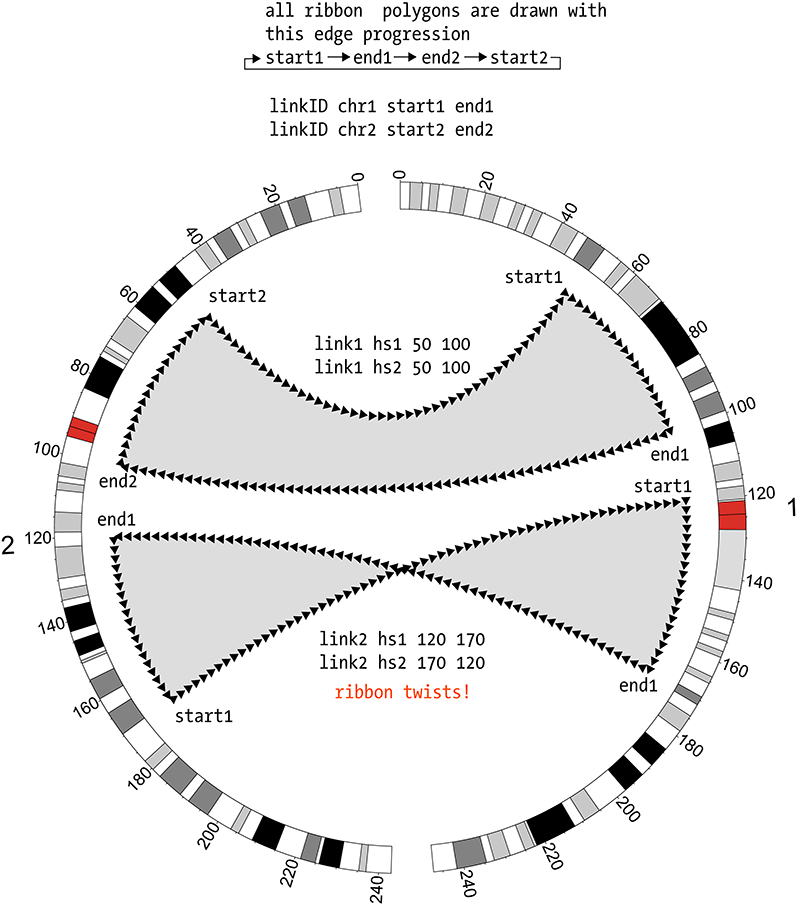 all ribbon polygons are drawn with
this edge progression
start1 → end1 → end2 → start2
linkID chr1 start1 end1
linkID chr2 start2 end2
0
20
40
60
80
100
120
140
160
180
200
220
240
2
0
20
40
60
80
100
120
140
160
180
200
220
240
1
start2
start1
link1 hs1 50 100
link1 hs2 50 100
end1
end2
start1
end1
link2 hs1 120 170
link2 hs2 170 120
ribbon twists!
end1
start1